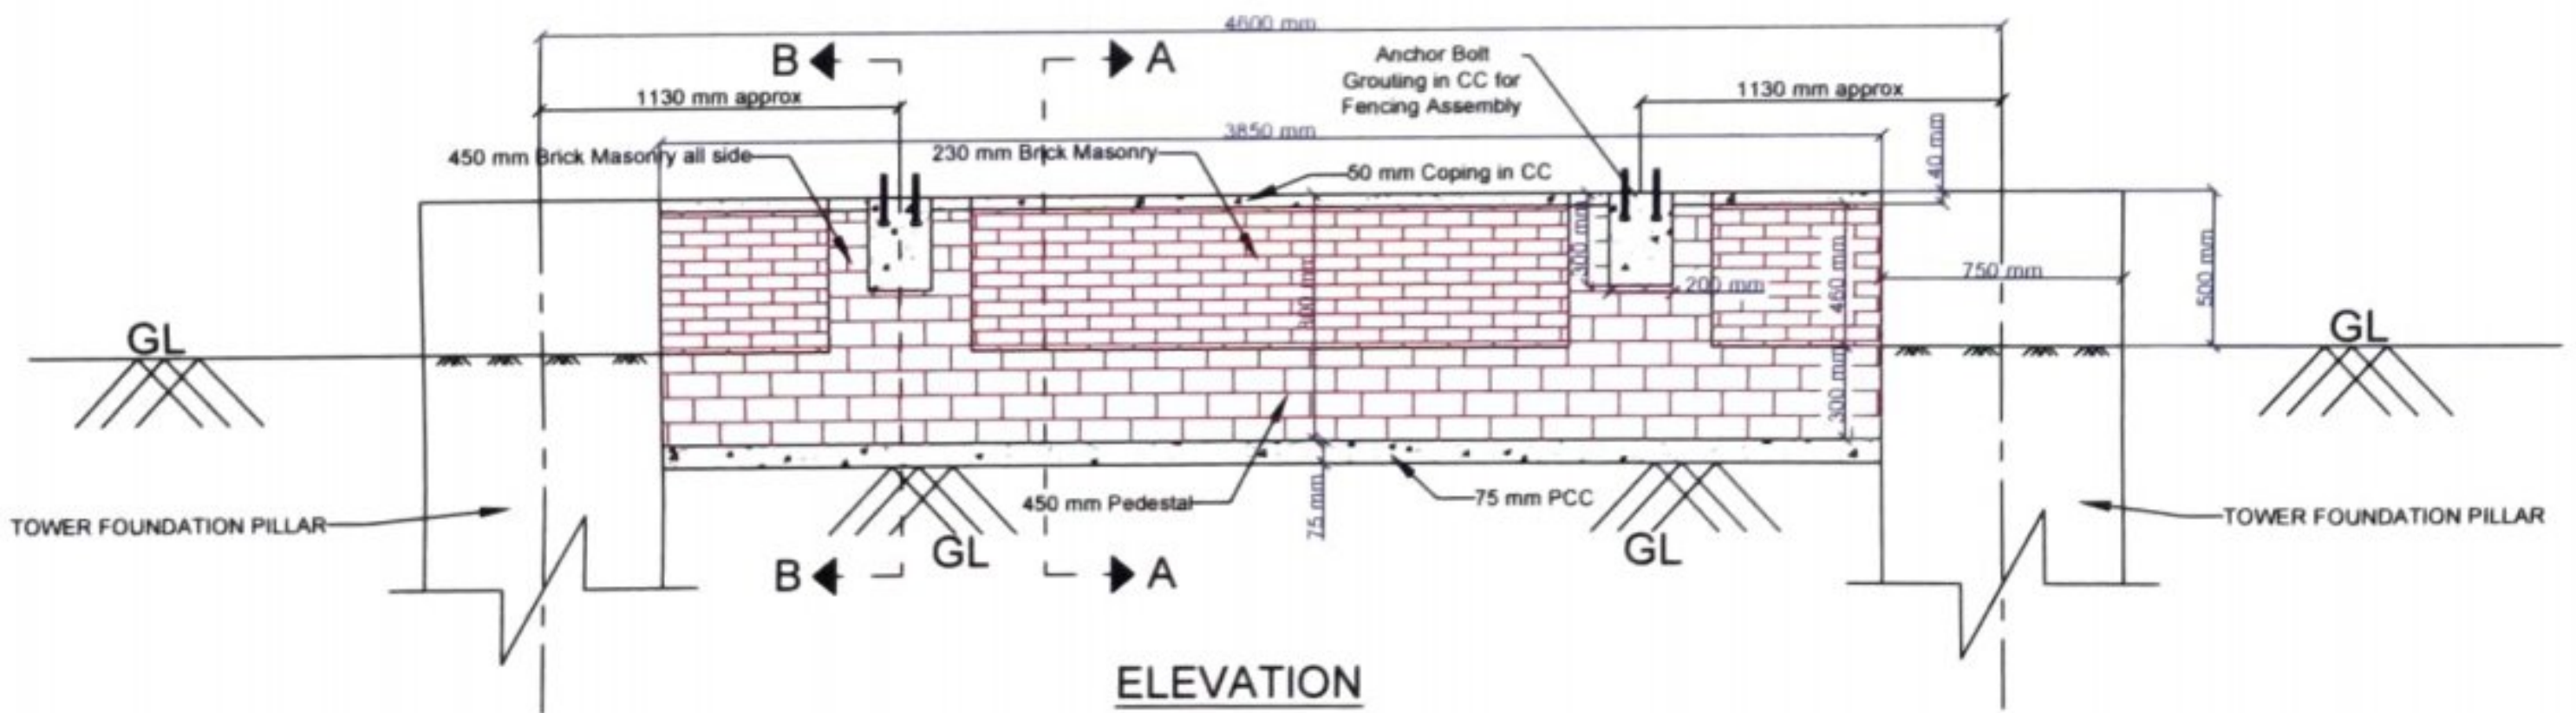 4600 mm
B
A
Anchor Bolt
Grouting in CC for
Fencing Assembly
1130 mm approx
1130 mm approx
3850 mm
40 mm
450 mm Brick Masonry all side
230 mm Brick Masonry
50 mm Coping in CC
300 mm
460 mm
200 mm
750 mm
500 mm
800 mm
GL
GL
300 mm
450 mm Pedestal
75 mm
75 mm PCC
TOWER FOUNDATION PILLAR
TOWER FOUNDATION PILLAR
GL
GL
B
A
ELEVATION